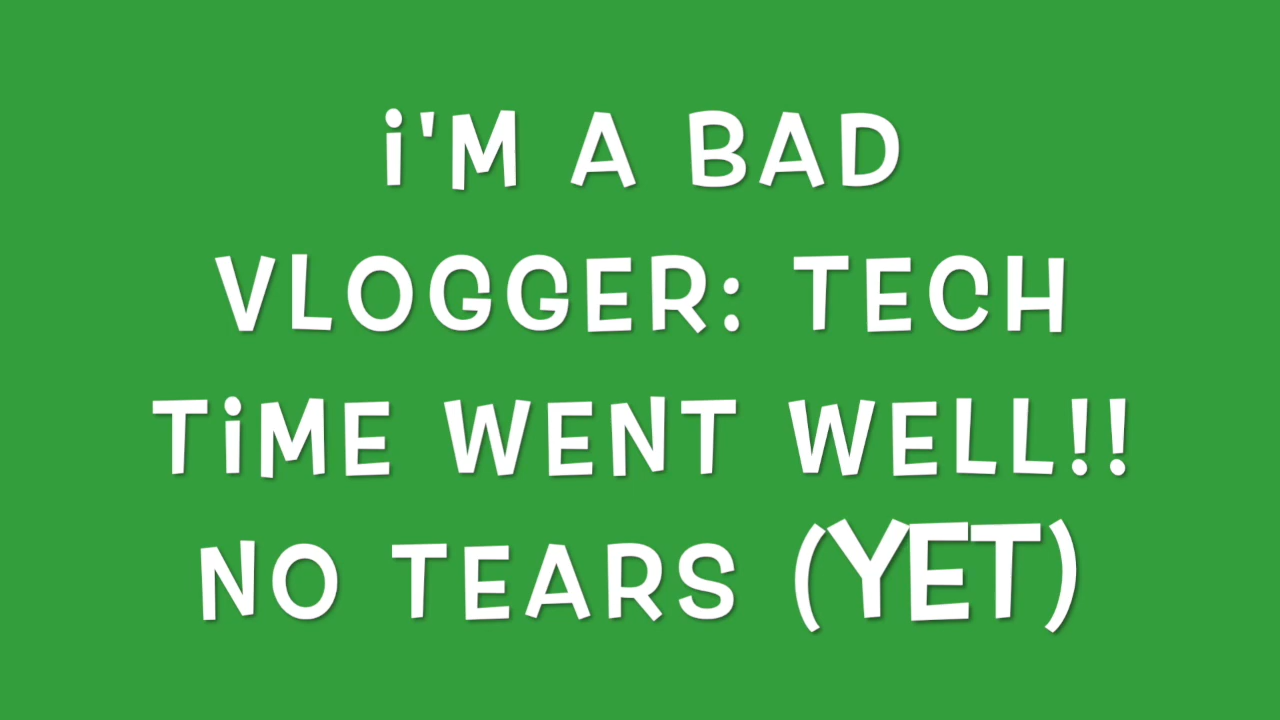 i'M A BAD
VLOGGER: TECH
TiME WENT WELL!!
NO TEARS (YET)